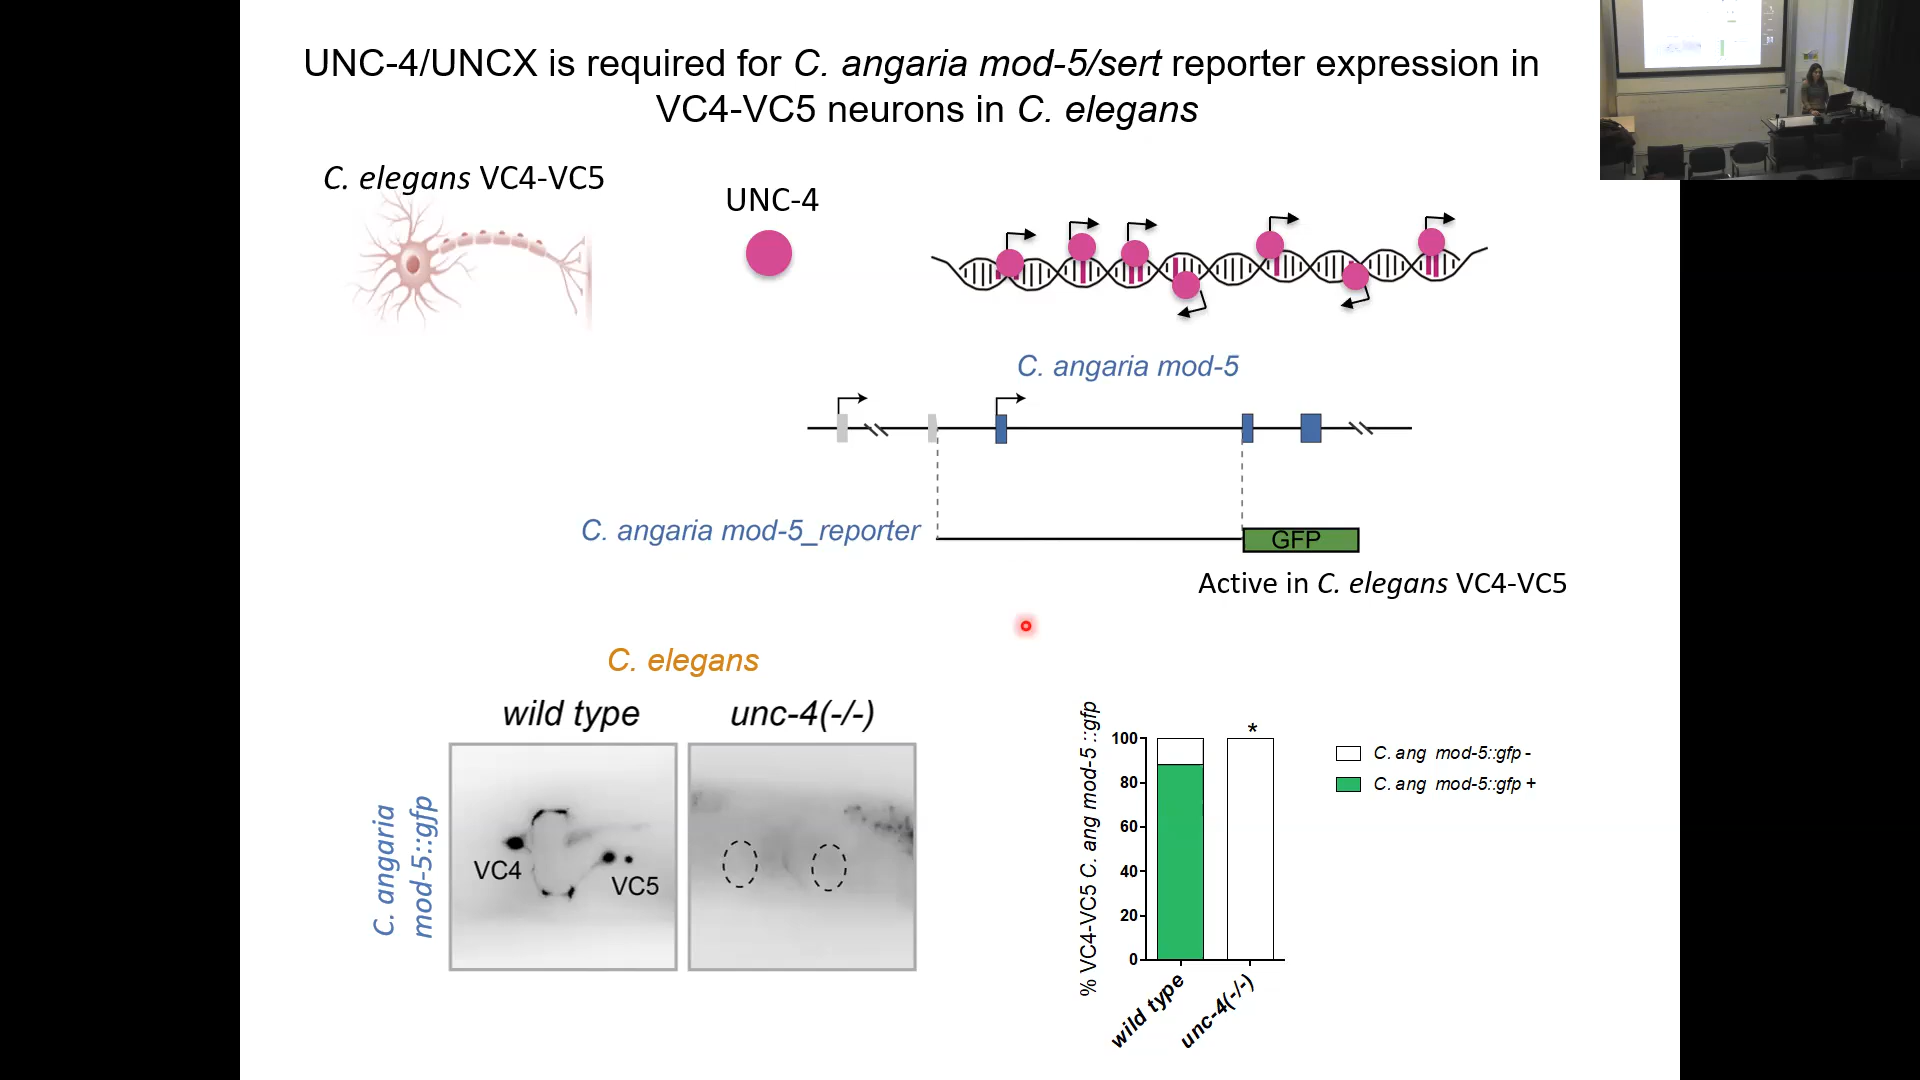 UNC-4/UNCX is required for C. angaria mod-5/sert reporter expression in
VC4-VC5 neurons in C. elegans
C. elegans VC4-VC5
UNC-4
C. angaria mod-5
C. angaria mod-5_reporter
GFP
Active in C. elegans VC4-VC5
C. elegans
wild type
unc-4(-/-)
C. angaria
mod-5::gfp
VC4
VC5
% VC4-VC5 C. ang mod-5 ::gfp
100
80
60
40
20
0
*
wild type
unc-4(-/-)
C. ang mod-5::gfp -
C. ang mod-5::gfp +